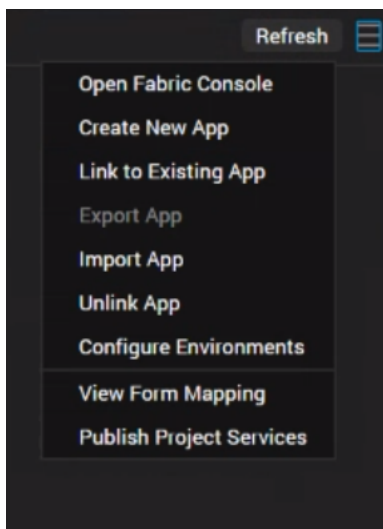 Refresh
Open Fabric Console
Create New App
Link to Existing App
Export App
Import App
Unlink App
Configure Environments
View Form Mapping
Publish Project Services